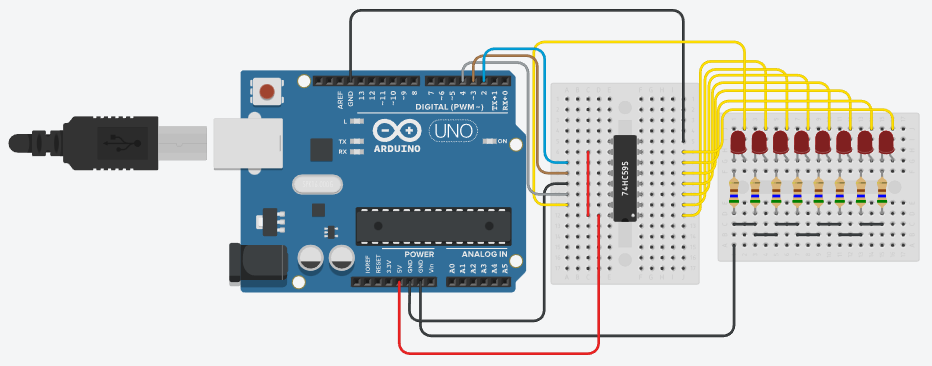 AREF
GND
13
12
~11
~10
~9
8
7
~6
~5
4
~3
2
TX→1
RX←0
DIGITAL (PWM~)
L
TX
RX
UNO
ARDUINO
ON
74HC595
POWER
ANALOG IN
IOREF
RESET
3.3V
5V
GND
GND
Vin
A0
A1
A2
A3
A4
A5